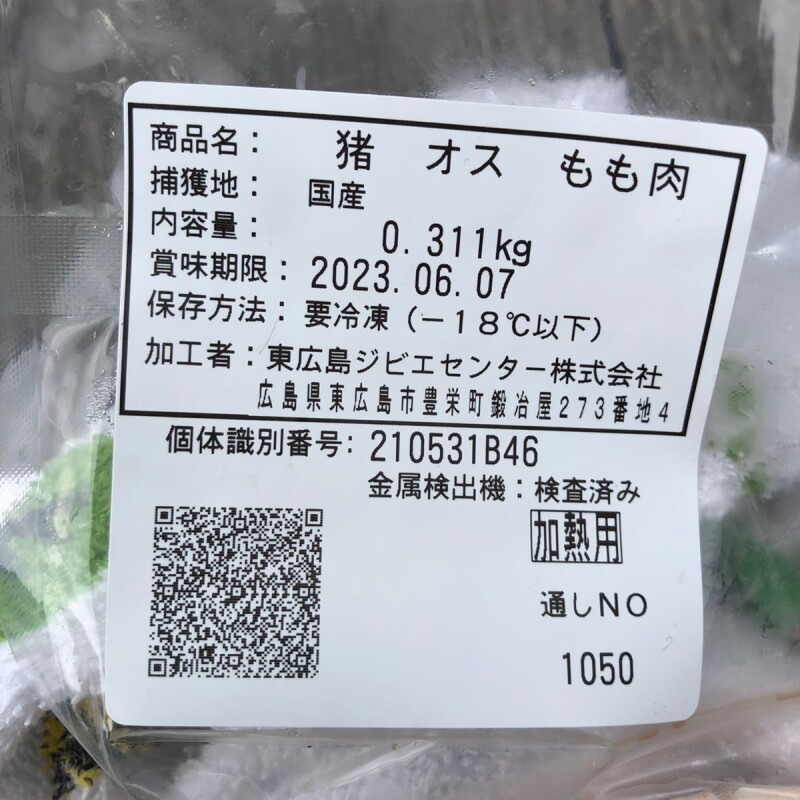 商品名： 猪 オス もも肉
捕獲地： 国産
内容量： 0.311kg
賞味期限： 2023.06.07
保存方法： 要冷凍（－18℃以下）
加工者：東広島ジビエセンター株式会社
広島県東広島市豊栄町鍛冶屋273番地4
個体識別番号：210531B46
金属検出機：検査済み
加熱用
通しNO
1050